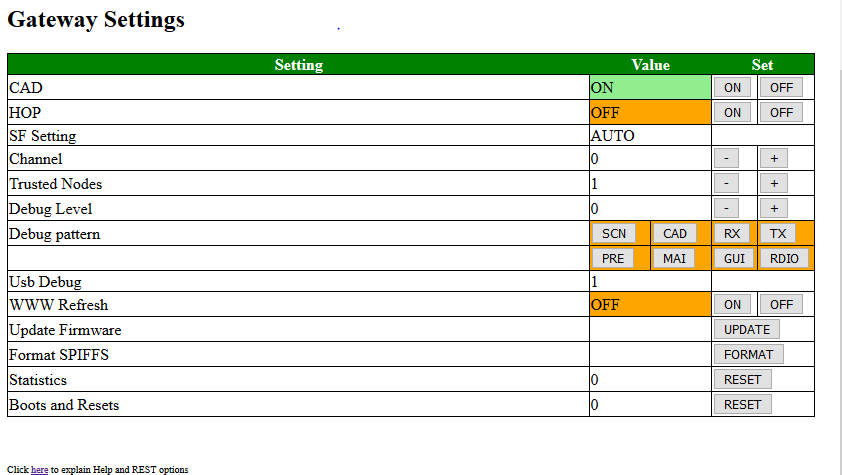 Gateway Settings
Setting Value Set
CAD ON ON OFF
HOP OFF ON OFF
SF Setting AUTO
Channel 0 - +
Trusted Nodes 1 - +
Debug Level 0 - +
Debug pattern SCN CAD RX TX
PRE MAI GUI RDIO
Usb Debug 1
WWW Refresh OFF ON OFF
Update Firmware UPDATE
Format SPIFFS FORMAT
Statistics 0 RESET
Boots and Resets 0 RESET
Click here to explain Help and REST options